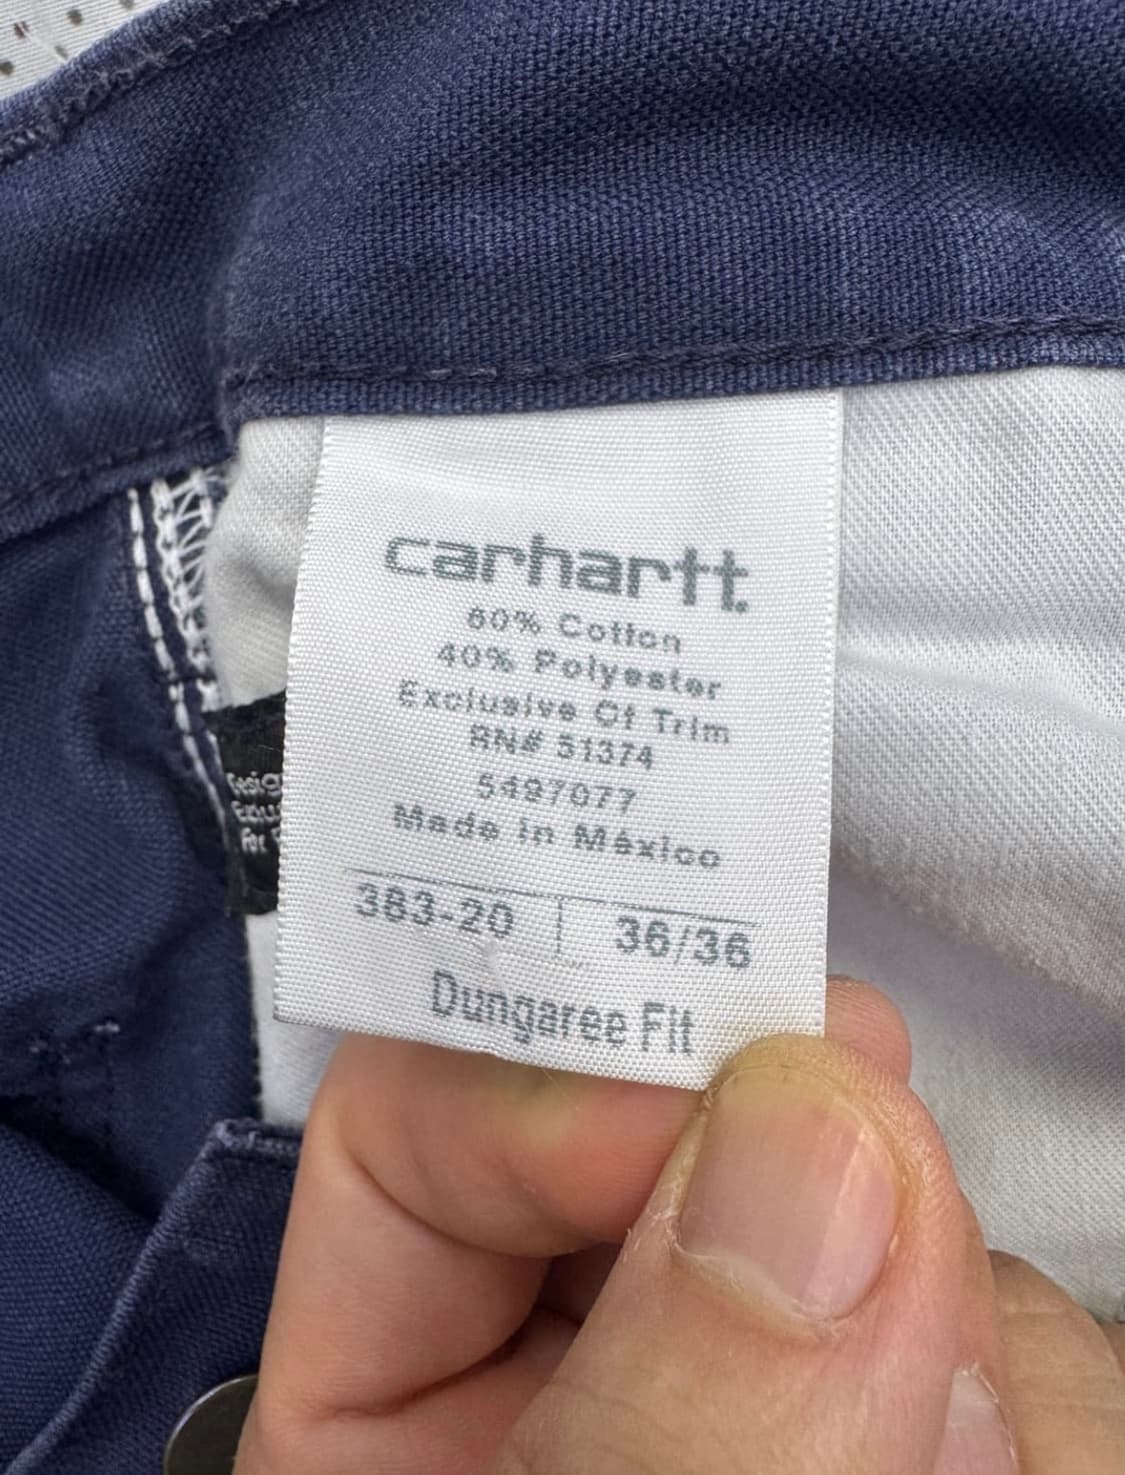 carhartt.
60% Cotton
40% Polyester
Exclusive Of Trim
RN# 51374
5497077
Made in México
383-20 36/36
Dungaree Fit
for